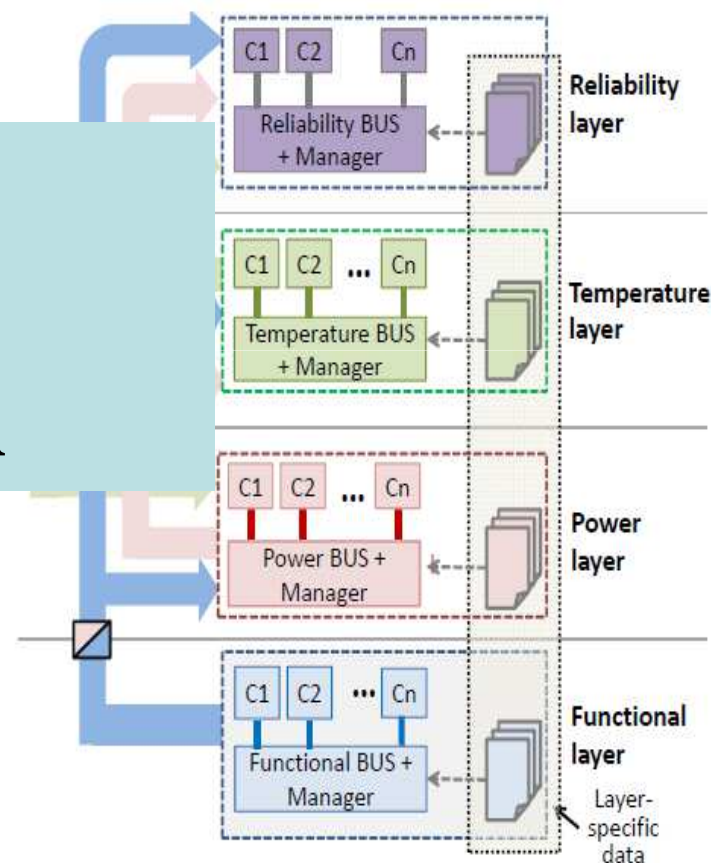 C1 C2 Cn
Reliability BUS
+ Manager
Reliability
layer
C1 C2 ... Cn
Temperature BUS
+ Manager
Temperature
layer
C1 C2 ... Cn
Power BUS +
Manager
Power
layer
C1 C2 ... Cn
Functional BUS +
Manager
Functional
layer
Layer-
specific
data